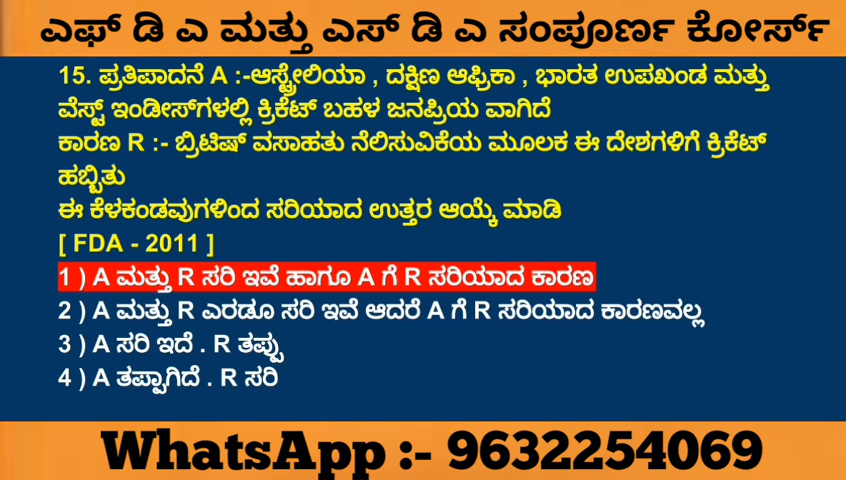 ಎಫ್ ಡಿ ಎ ಮತ್ತು ಎಸ್ ಡಿ ಎ ಸಂಪೂರ್ಣ ಕೋರ್ಸ್
15. ಪ್ರತಿಪಾದನೆ A :-ಆಸ್ಟ್ರೇಲಿಯಾ , ದಕ್ಷಿಣ ಆಫ್ರಿಕಾ , ಭಾರತ ಉಪಖಂಡ ಮತ್ತು
ವೆಸ್ಟ್ ಇಂಡೀಸ್‌ಗಳಲ್ಲಿ ಕ್ರಿಕೆಟ್ ಬಹಳ ಜನಪ್ರಿಯ ವಾಗಿದೆ
ಕಾರಣ R :- ಬ್ರಿಟಿಷ್ ವಸಾಹತು ನೆಲಿಸುವಿಕೆಯ ಮೂಲಕ ಈ ದೇಶಗಳಿಗೆ ಕ್ರಿಕೆಟ್
ಹಬ್ಬಿತು
ಈ ಕೆಳಕಂಡವುಗಳಿಂದ ಸರಿಯಾದ ಉತ್ತರ ಆಯ್ಕೆ ಮಾಡಿ
[ FDA - 2011 ]
1 ) A ಮತ್ತು R ಸರಿ ಇವೆ ಹಾಗೂ A ಗೆ R ಸರಿಯಾದ ಕಾರಣ
2 ) A ಮತ್ತು R ಎರಡೂ ಸರಿ ಇವೆ ಆದರೆ A ಗೆ R ಸರಿಯಾದ ಕಾರಣವಲ್ಲ
3 ) A ಸರಿ ಇದೆ . R ತಪ್ಪು
4 ) A ತಪ್ಪಾಗಿದೆ . R ಸರಿ
WhatsApp :- 9632254069